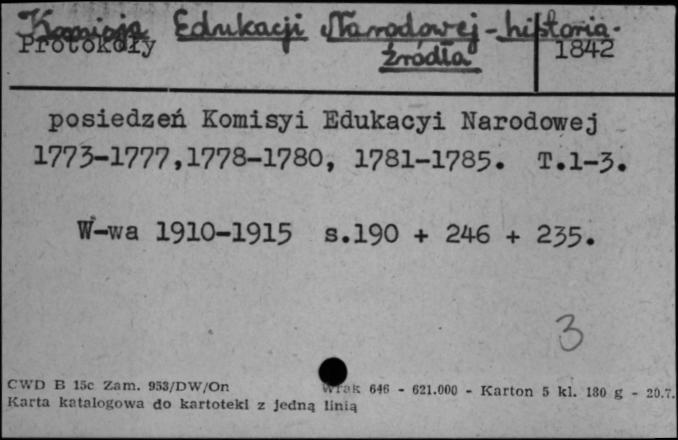 Komisja Edukacji Narodowej - historia -
źródła
Protokóły 1842
posiedzeń Komisyi Edukacyi Narodowej
1773-1777,1778-1780, 1781-1785. T.1-3.
W-wa 1910-1915 s.190 + 246 + 235.
3
CWD B 15c Zam. 953/DW/On Wrak 646 - 621.000 - Karton 5 kl. 180 g - 20.7.
Karta katalogowa do kartoteki z jedną linią